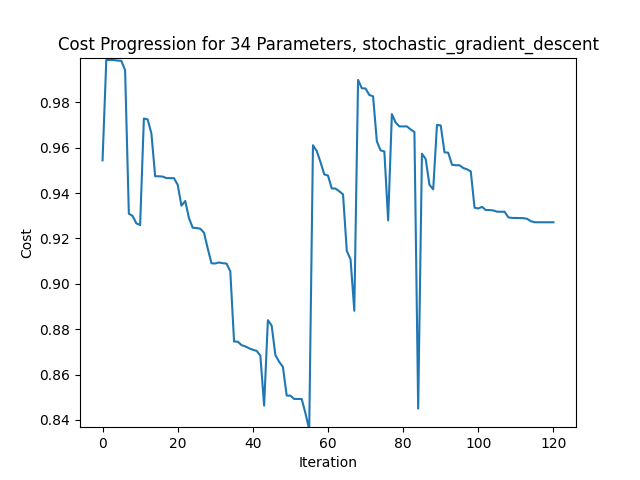 Cost Progression for 34 Parameters, stochastic_gradient_descent
0.98
0.96
0.94
0.92
0.90
0.88
0.86
0.84
Cost
0 20 40 60 80 100 120
Iteration